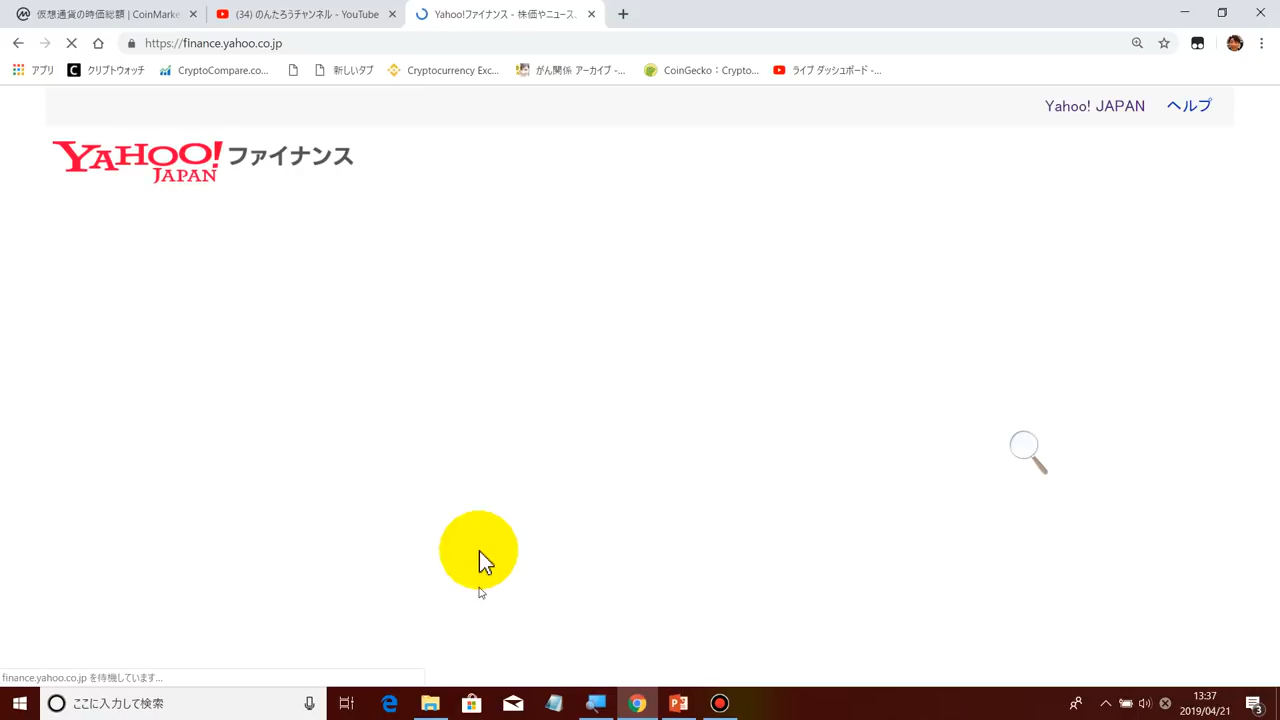 仮想通貨の時価総額 | CoinMarke
(34) のんたろうチャンネル - YouTube
Yahoo!ファイナンス - 株価やニュース、
https://finance.yahoo.co.jp
アプリ
クリプトウォッチ
CryptoCompare.co...
新しいタブ
Cryptocurrency Exc...
がん関係 アーカイブ -...
CoinGecko：Crypto...
ライブ ダッシュボード -...
Yahoo! JAPAN ヘルプ
YAHOO! JAPAN ファイナンス
finance.yahoo.co.jp を待機しています...
ここに入力して検索
13:37
2019/04/21
3